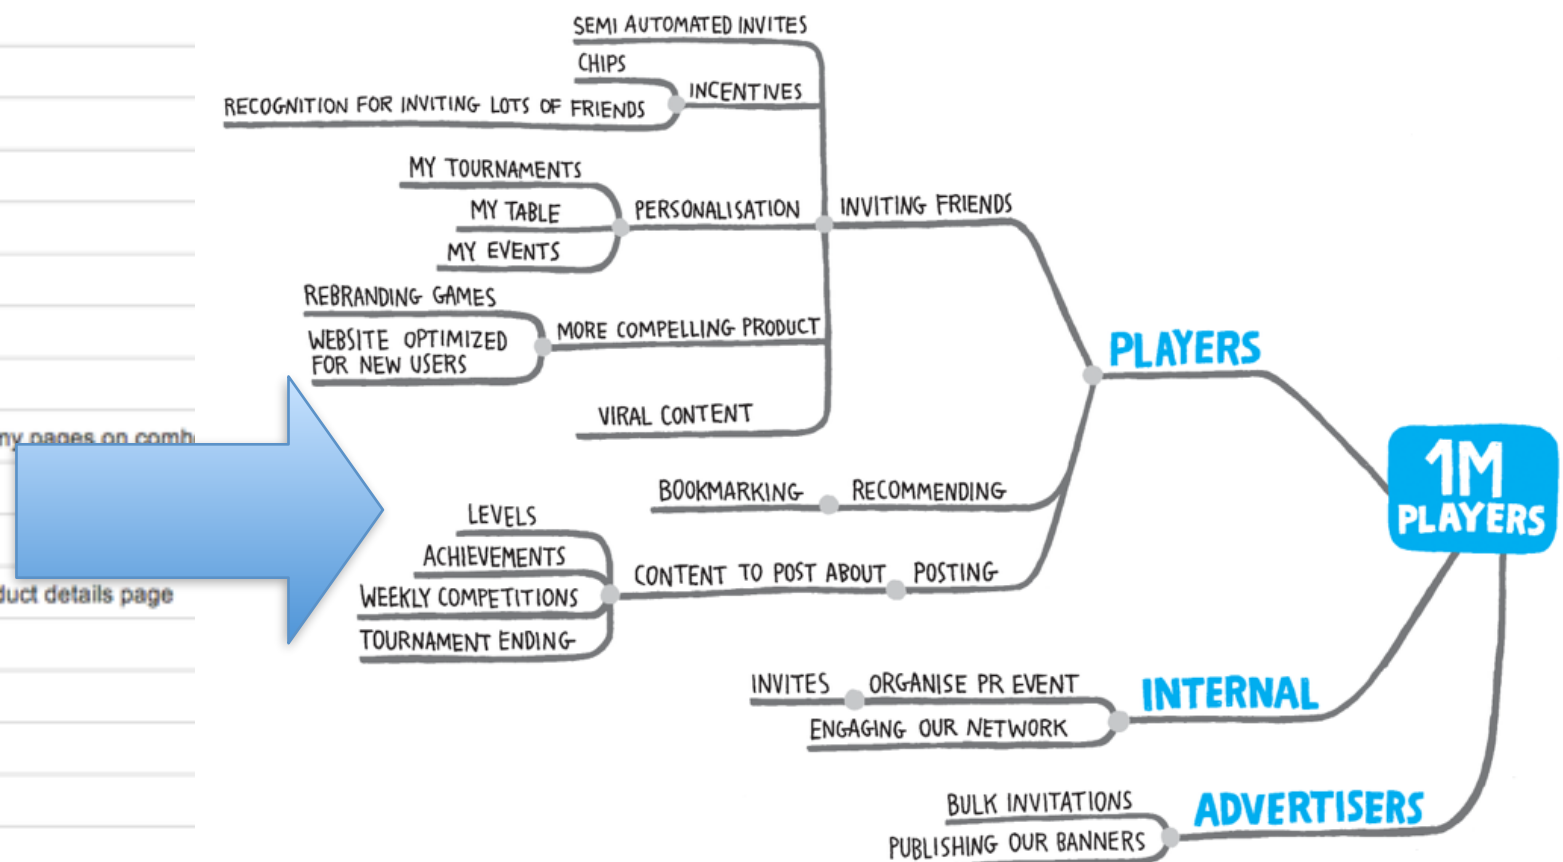 SEMI AUTOMATED INVITES
CHIPS
INCENTIVES
RECOGNITION FOR INVITING LOTS OF FRIENDS
MY TOURNAMENTS
MY TABLE
PERSONALISATION
INVITING FRIENDS
MY EVENTS
REBRANDING GAMES
WEBSITE OPTIMIZED
FOR NEW USERS
MORE COMPELLING PRODUCT
PLAYERS
VIRAL CONTENT
pages on
1M
PLAYERS
BOOKMARKING
RECOMMENDING
LEVELS
ACHIEVEMENTS
CONTENT TO POST ABOUT
POSTING
WEEKLY COMPETITIONS
details page
TOURNAMENT ENDING
INVITES
ORGANISE PR EVENT
INTERNAL
ENGAGING OUR NETWORK
BULK INVITATIONS
ADVERTISERS
PUBLISHING OUR BANNERS